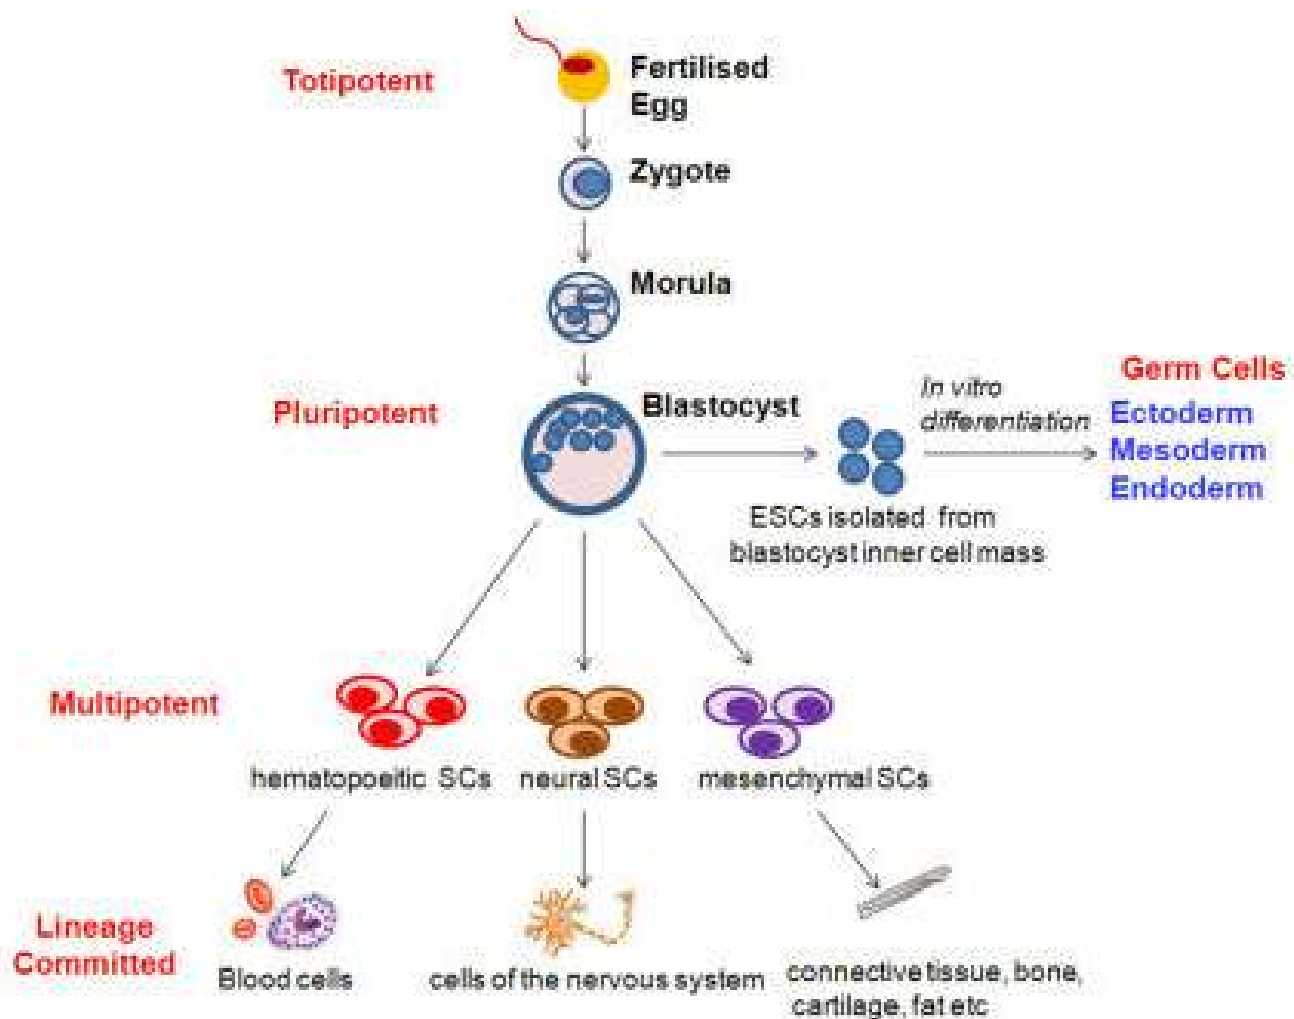 Totipotent
Fertilised
Egg
Zygote
Morula
Pluripotent
Blastocyst
In vitro
differentiation
Germ Cells
Ectoderm
Mesoderm
Endoderm
ESCs isolated from
blastocyst inner cell mass
Multipotent
hematopoeitic SCs
neural SCs
mesenchymal SCs
Lineage
Committed
Blood cells
cells of the nervous system
connective tissue, bone,
cartilage, fat etc